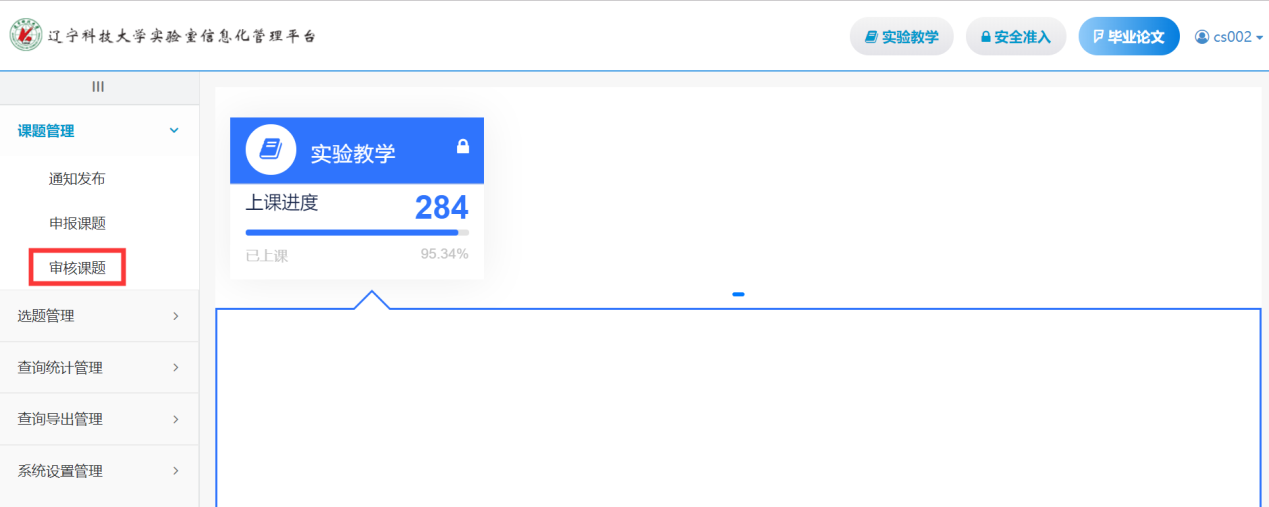 辽宁科技大学实验室信息化管理平台
实验教学
安全准入
毕业论文
cs002
课题管理
通知发布
申报课题
审核课题
选题管理
查询统计管理
查询导出管理
系统设置管理
实验教学
上课进度
284
已上课
95.34%